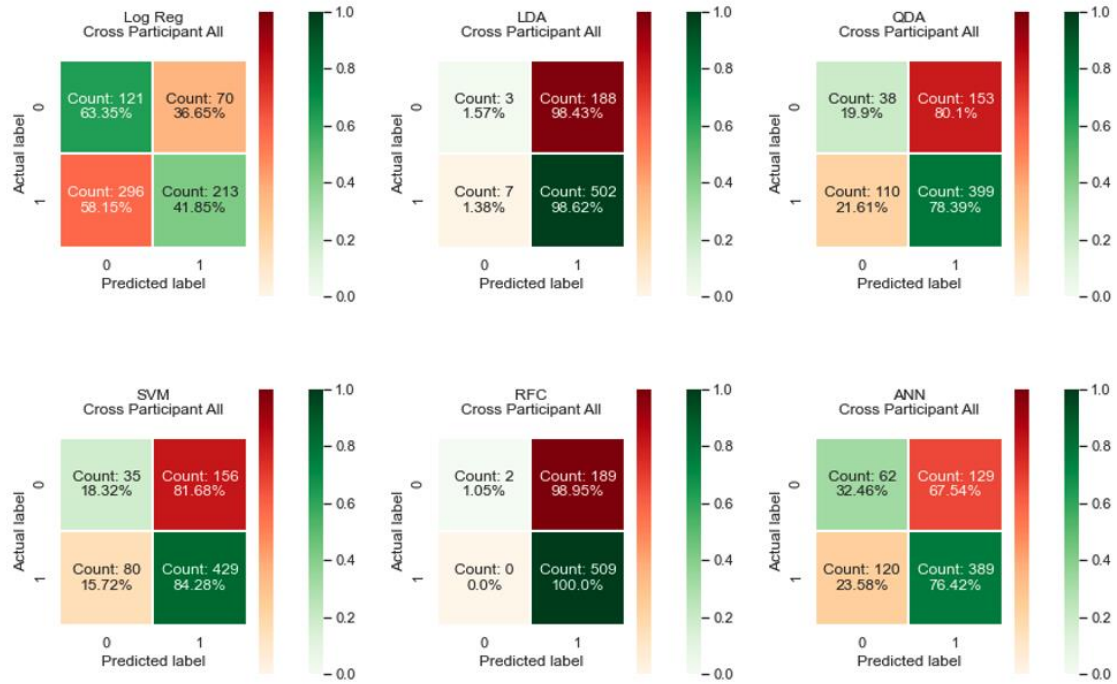 Log Reg
Cross Participant All
Actual label
0
1
Count: 121
63.35%
Count: 70
36.65%
Count: 296
58.15%
Count: 213
41.85%
0
1
Predicted label
1.0
0.8
0.6
0.4
0.2
0.0
LDA
Cross Participant All
Actual label
0
1
Count: 3
1.57%
Count: 188
98.43%
Count: 7
1.38%
Count: 502
98.62%
0
1
Predicted label
1.0
0.8
0.6
0.4
0.2
0.0
QDA
Cross Participant All
Actual label
0
1
Count: 38
19.9%
Count: 153
80.1%
Count: 110
21.61%
Count: 399
78.39%
0
1
Predicted label
1.0
0.8
0.6
0.4
0.2
0.0
SVM
Cross Participant All
Actual label
0
1
Count: 35
18.32%
Count: 156
81.68%
Count: 80
15.72%
Count: 429
84.28%
0
1
Predicted label
1.0
0.8
0.6
0.4
0.2
0.0
RFC
Cross Participant All
Actual label
0
1
Count: 2
1.05%
Count: 189
98.95%
Count: 0
0.0%
Count: 509
100.0%
0
1
Predicted label
1.0
0.8
0.6
0.4
0.2
0.0
ANN
Cross Participant All
Actual label
0
1
Count: 62
32.46%
Count: 129
67.54%
Count: 120
23.58%
Count: 389
76.42%
0
1
Predicted label
1.0
0.8
0.6
0.4
0.2
0.0